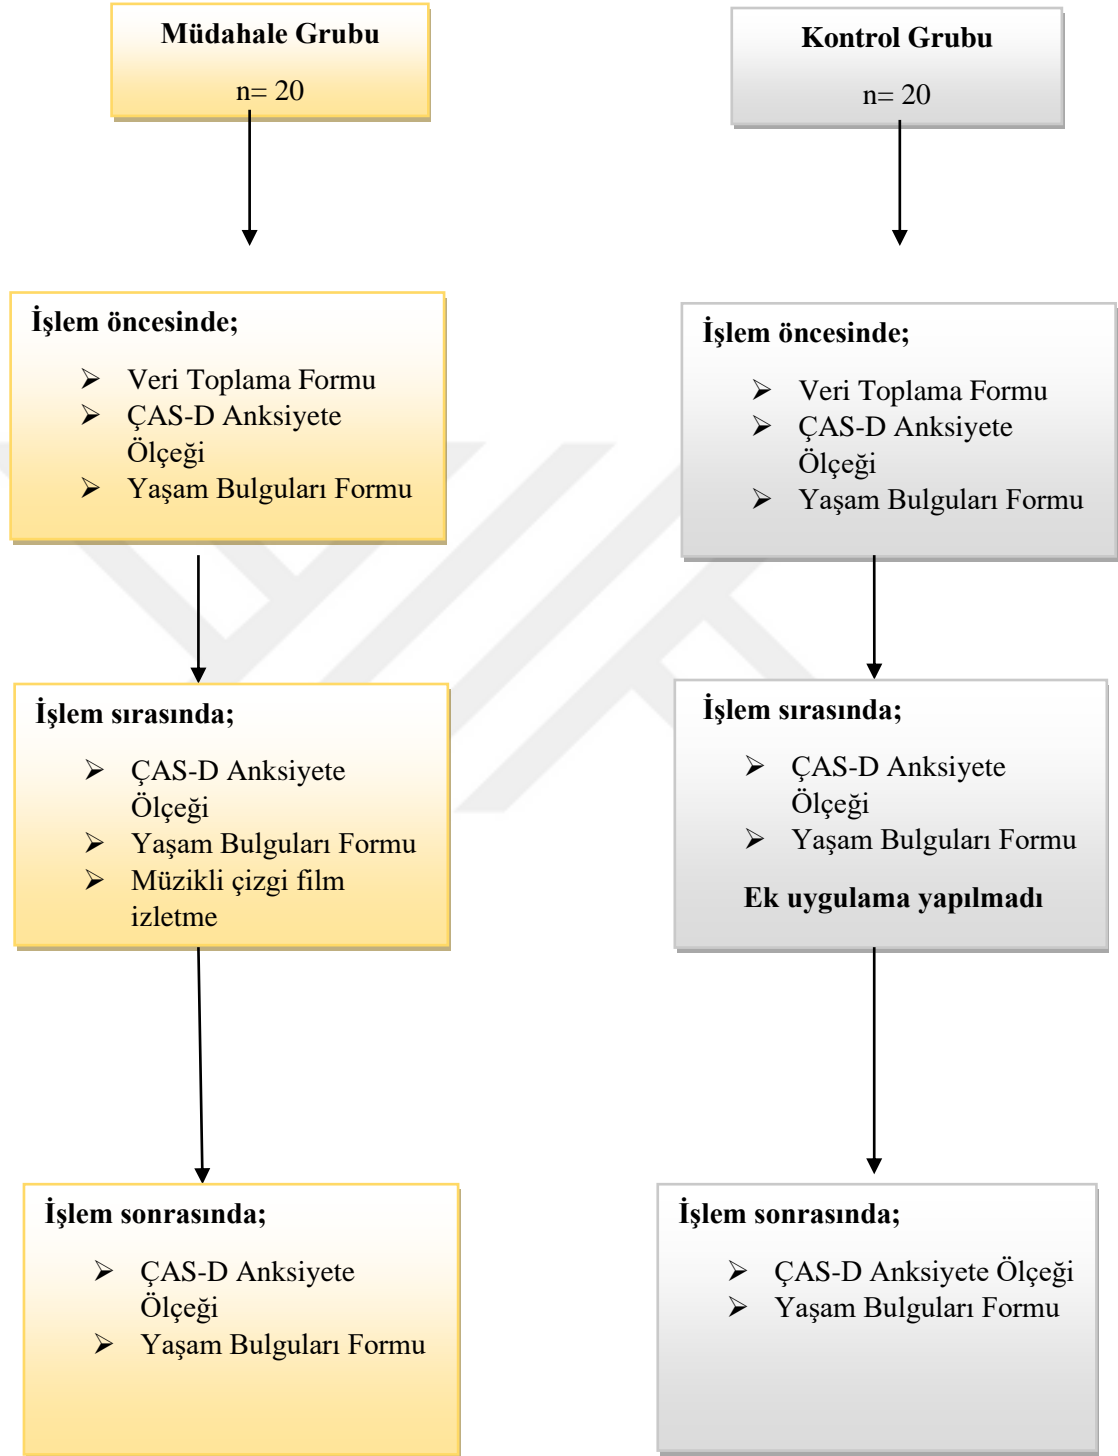 Müdahale Grubu
n= 20
Kontrol Grubu
n= 20
İşlem öncesinde;
➢ Veri Toplama Formu
➢ ÇAS-D Anksiyete
Ölçeği
➢ Yaşam Bulguları Formu
İşlem öncesinde;
➢ Veri Toplama Formu
➢ ÇAS-D Anksiyete
Ölçeği
➢ Yaşam Bulguları Formu
İşlem sırasında;
➢ ÇAS-D Anksiyete
Ölçeği
➢ Yaşam Bulguları Formu
➢ Müzikli çizgi film
izletme
İşlem sırasında;
➢ ÇAS-D Anksiyete
Ölçeği
➢ Yaşam Bulguları Formu
Ek uygulama yapılmadı
İşlem sonrasında;
➢ ÇAS-D Anksiyete
Ölçeği
➢ Yaşam Bulguları Formu
İşlem sonrasında;
➢ ÇAS-D Anksiyete Ölçeği
➢ Yaşam Bulguları Formu